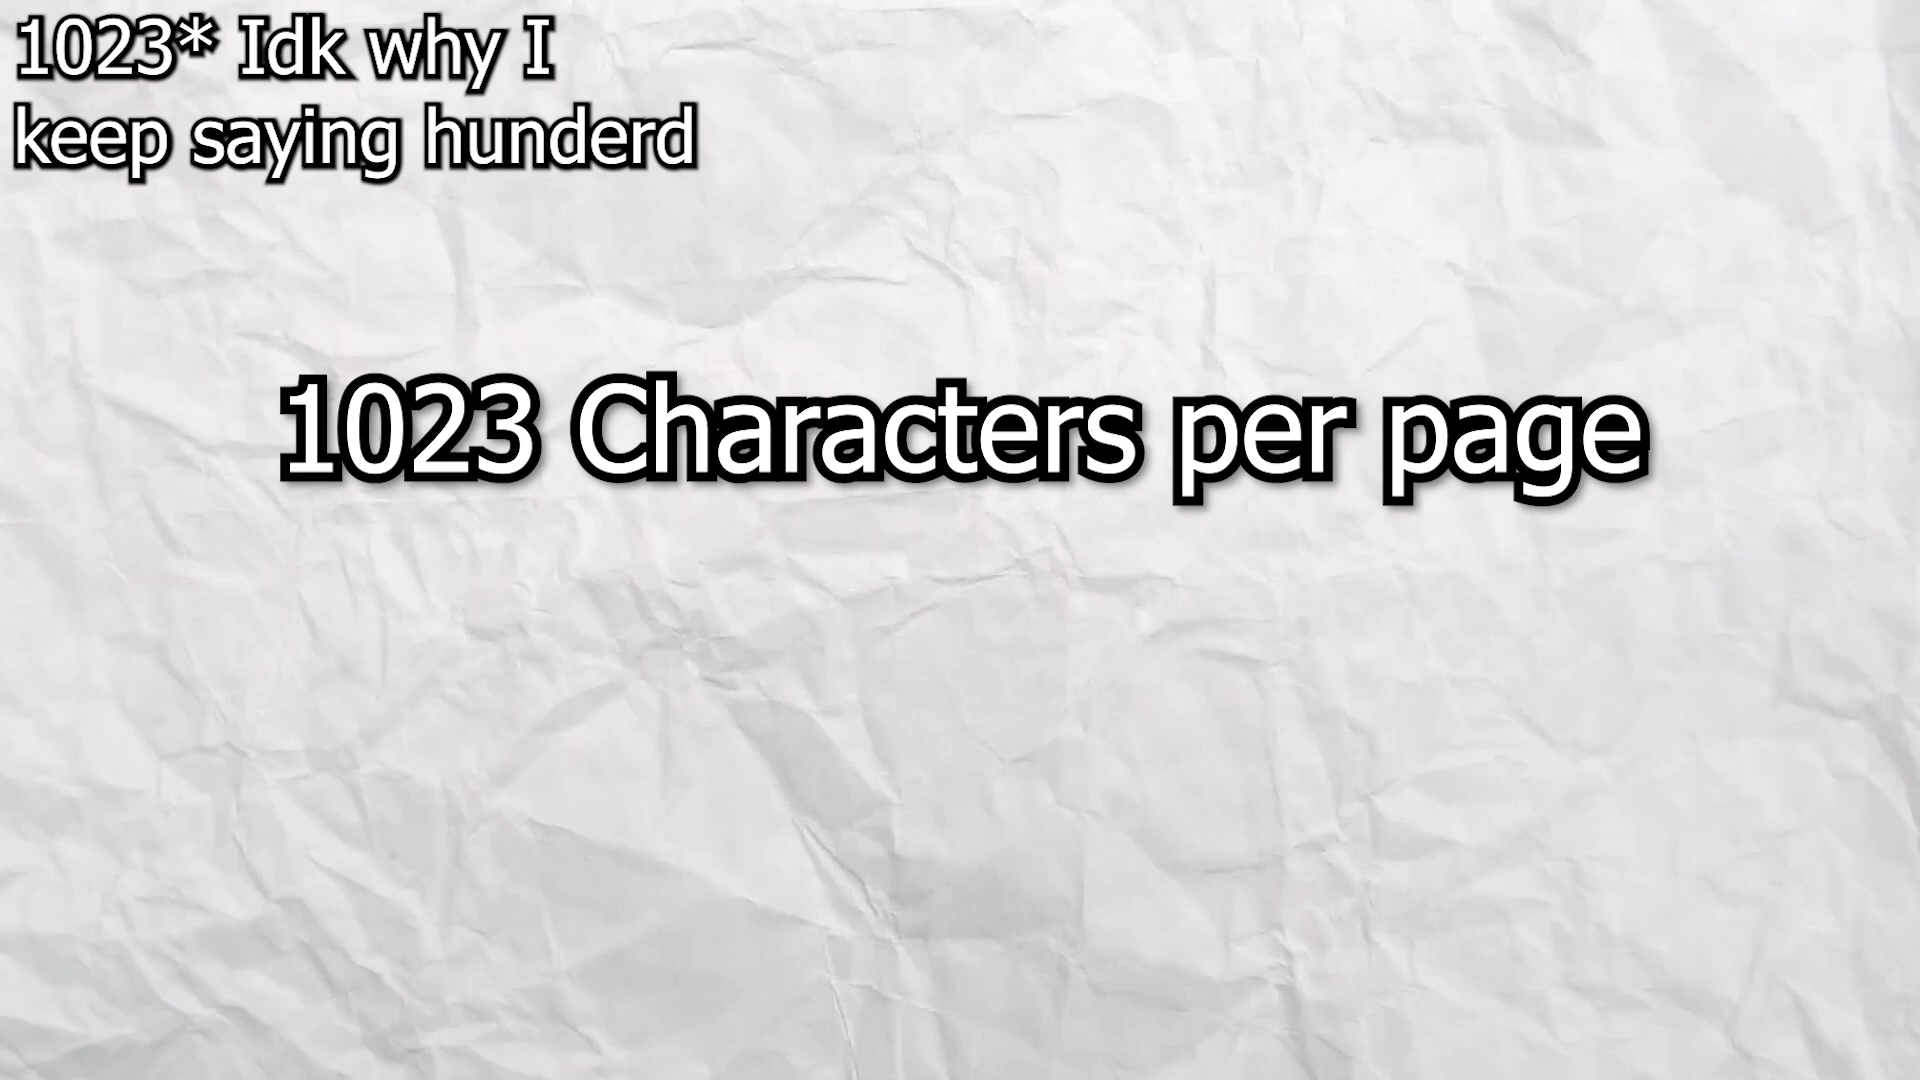 1023* Idk why I
keep saying hunderd
1023 Characters per page